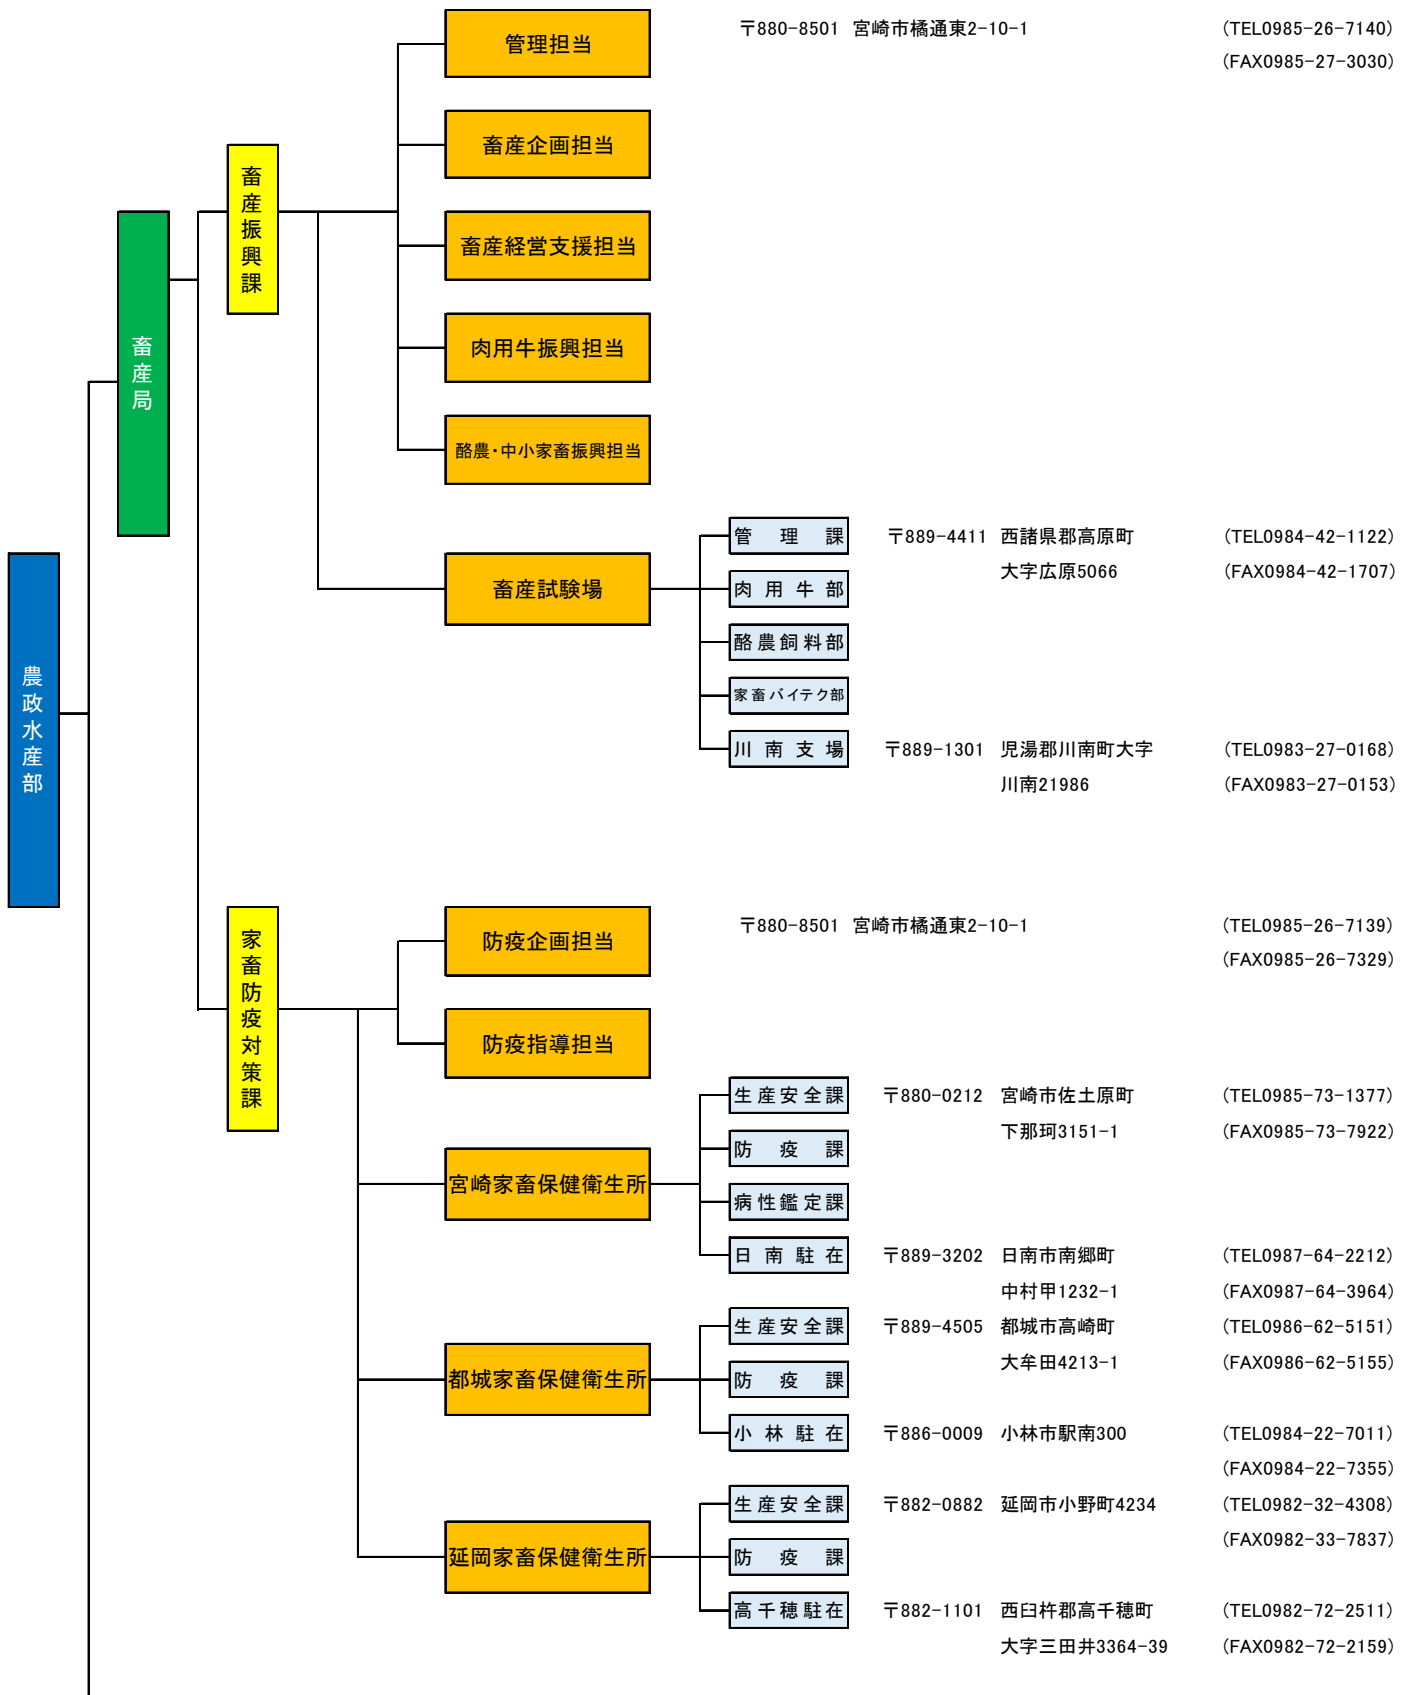 管理担当 〒880-8501 宮崎市橘通東2-10-1 (TEL0985-26-7140)
(FAX0985-27-3030)
畜産企画担当
畜産振興課
畜産経営支援担当
畜産局
肉用牛振興担当
酪農・中小家畜振興担当
管理課 〒889-4411 西諸県郡高原町 (TEL0984-42-1122)
大字広原5066 (FAX0984-42-1707)
畜産試験場 肉用牛部
酪農飼料部
農政水産部
家畜バイテク部
川南支場 〒889-1301 児湯郡川南町大字 (TEL0983-27-0168)
川南21986 (FAX0983-27-0153)
家畜防疫対策課
防疫企画担当 〒880-8501 宮崎市橘通東2-10-1 (TEL0985-26-7139)
(FAX0985-26-7329)
防疫指導担当
生産安全課 〒880-0212 宮崎市佐土原町 (TEL0985-73-1377)
下那珂3151-1 (FAX0985-73-7922)
防疫課
宮崎家畜保健衛生所
病性鑑定課
日南駐在 〒889-3202 日南市南郷町 (TEL0987-64-2212)
中村甲1232-1 (FAX0987-64-3964)
生産安全課 〒889-4505 都城市高崎町 (TEL0986-62-5151)
大牟田4213-1 (FAX0986-62-5155)
都城家畜保健衛生所 防疫課
小林駐在 〒886-0009 小林市駅南300 (TEL0984-22-7011)
(FAX0984-22-7355)
生産安全課 〒882-0882 延岡市小野町4234 (TEL0982-32-4308)
(FAX0982-33-7837)
延岡家畜保健衛生所 防疫課
高千穂駐在 〒882-1101 西臼杵郡高千穂町 (TEL0982-72-2511)
大字三田井3364-39 (FAX0982-72-2159)